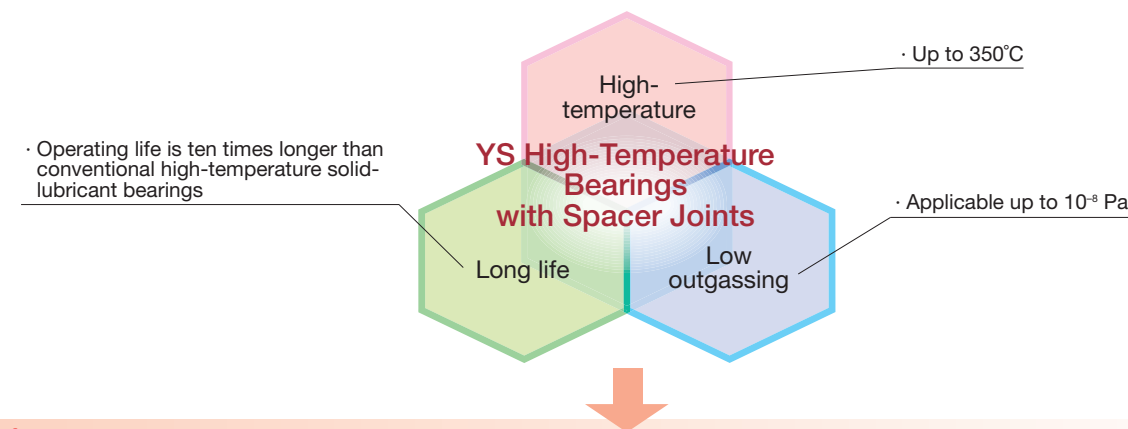 · Up to 350°C
High-
temperature
· Operating life is ten times longer than
conventional high-temperature solid-
lubricant bearings
YS High-Temperature
Bearings
with Spacer Joints
· Applicable up to 10⁻⁸ Pa
Long life
Low
outgassing